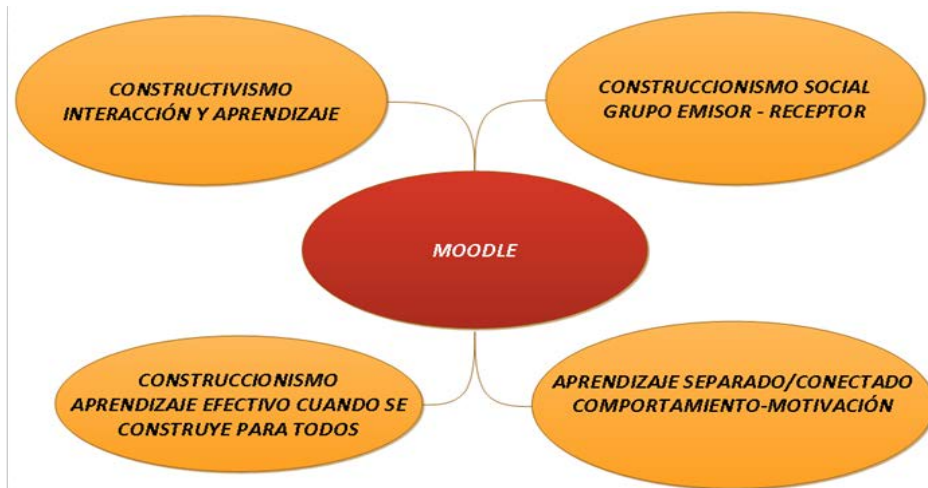 CONSTRUCTIVISMO
INTERACCIÓN Y APRENDIZAJE
CONSTRUCCIONISMO SOCIAL
GRUPO EMISOR - RECEPTOR
MOODLE
CONSTRUCCIONISMO
APRENDIZAJE EFECTIVO CUANDO SE
CONSTRUYE PARA TODOS
APRENDIZAJE SEPARADO/CONECTADO
COMPORTAMIENTO-MOTIVACIÓN